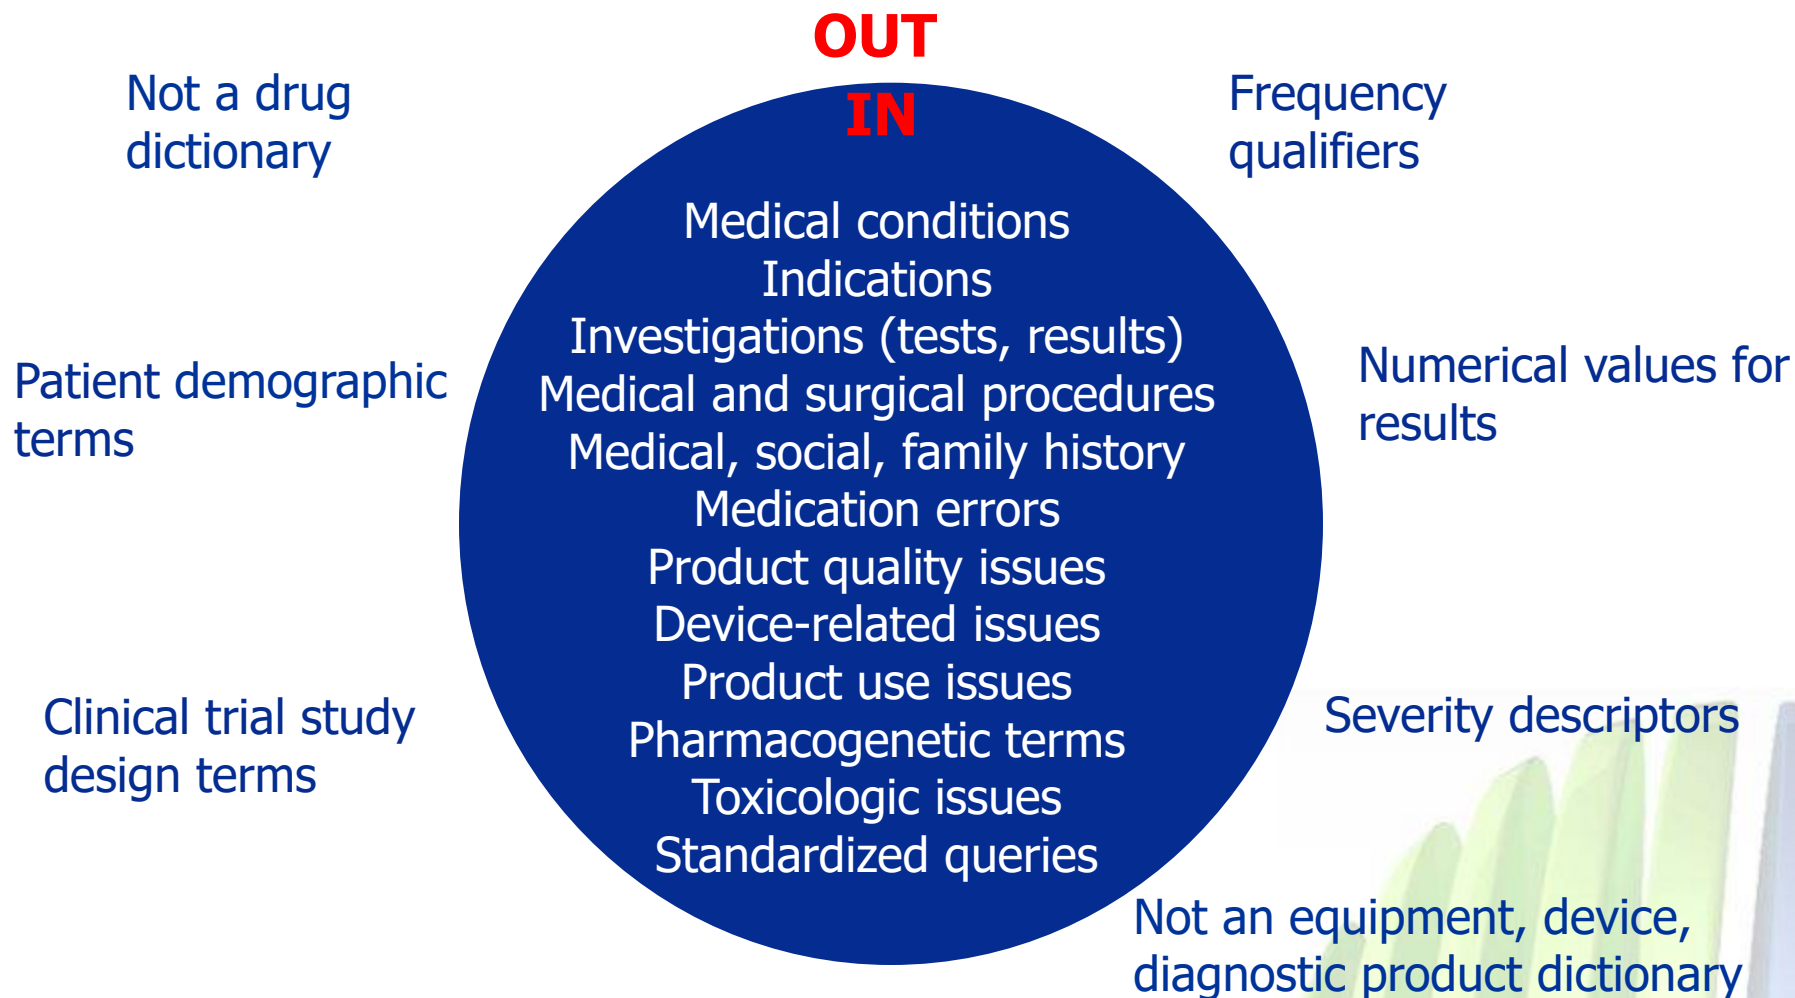 OUT
IN
Not a drug
dictionary
Frequency
qualifiers
Patient demographic
terms
Numerical values for
results
Clinical trial study
design terms
Severity descriptors
Not an equipment, device,
diagnostic product dictionary
Medical conditions
Indications
Investigations (tests, results)
Medical and surgical procedures
Medical, social, family history
Medication errors
Product quality issues
Device-related issues
Product use issues
Pharmacogenetic terms
Toxicologic issues
Standardized queries